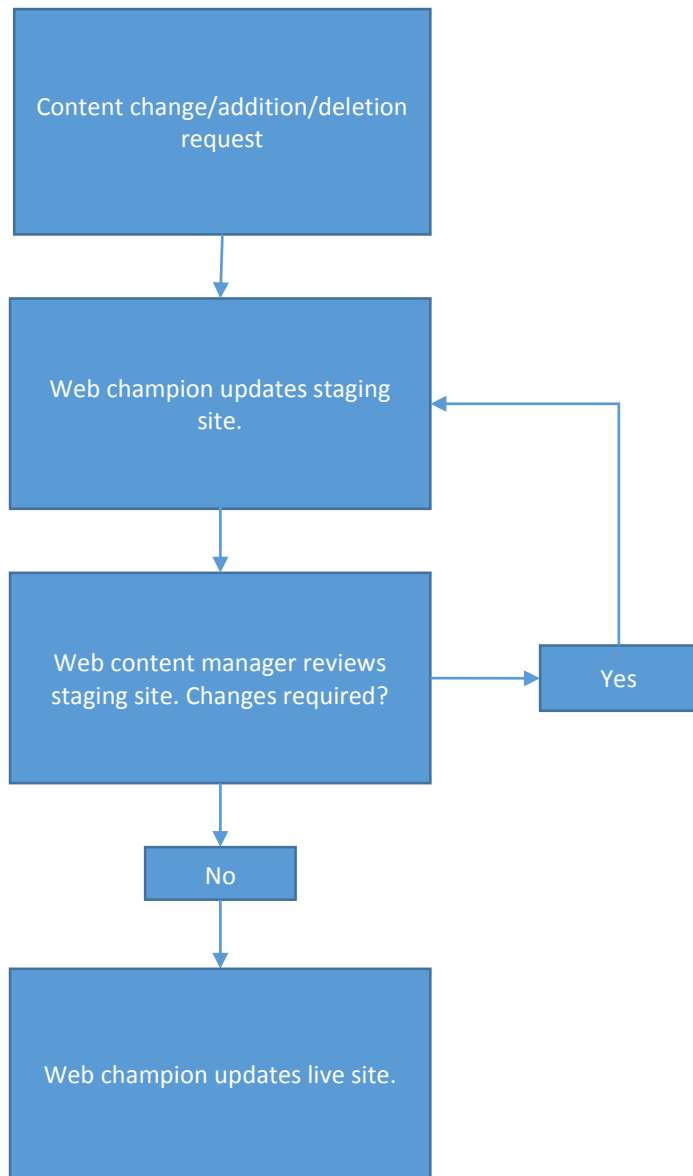 Content change/addition/deletion
request
Web champion updates staging
site.
Web content manager reviews
staging site. Changes required?
Yes
No
Web champion updates live site.